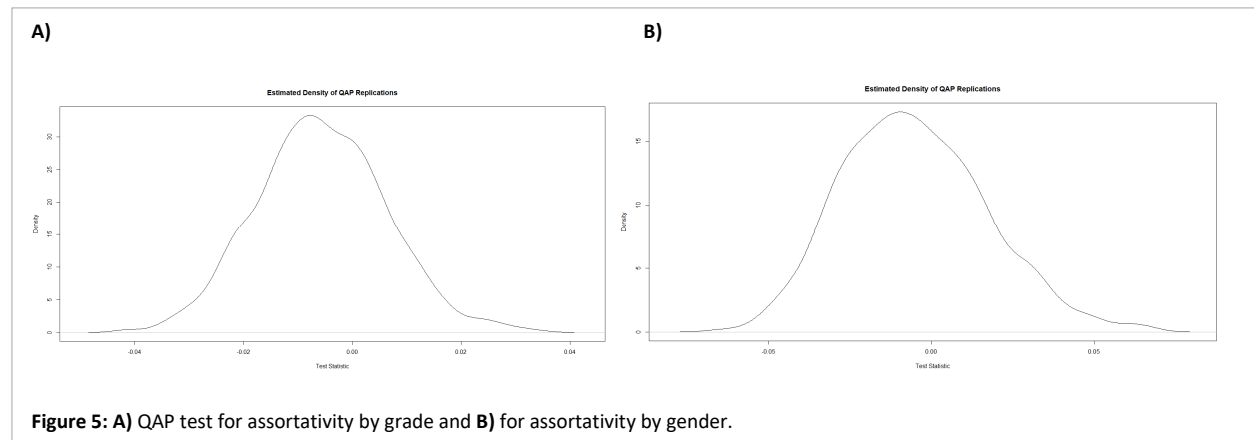 A)
B)
Estimated Density of QAP Replications
Density
0
5
10
15
20
25
30
-0.04
-0.02
0.00
0.02
0.04
Test Statistic
Estimated Density of QAP Replications
Density
0
5
10
15
-0.05
0.00
0.05
Test Statistic
Figure 5: A) QAP test for assortativity by grade and B) for assortativity by gender.